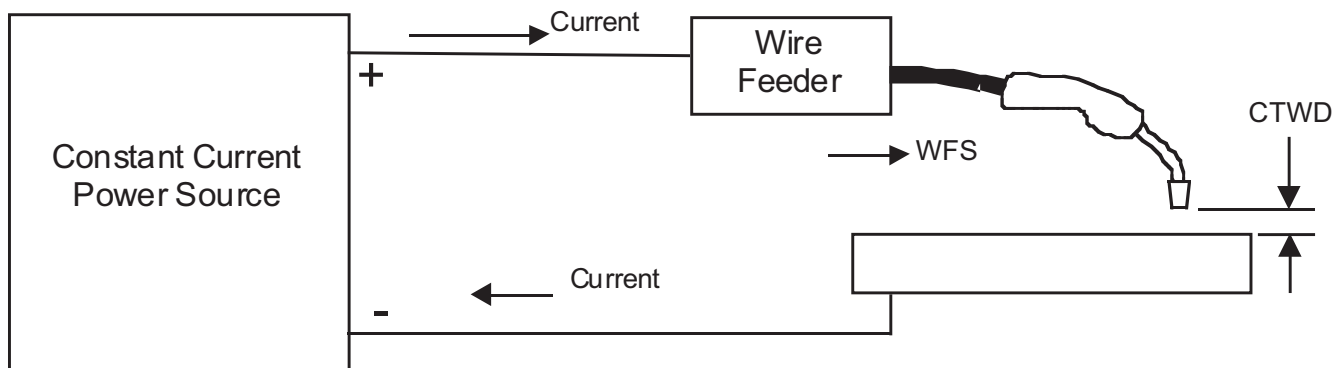 Current
Wire
Feeder
+
CTWD
Constant Current
Power Source
WFS
Current
-